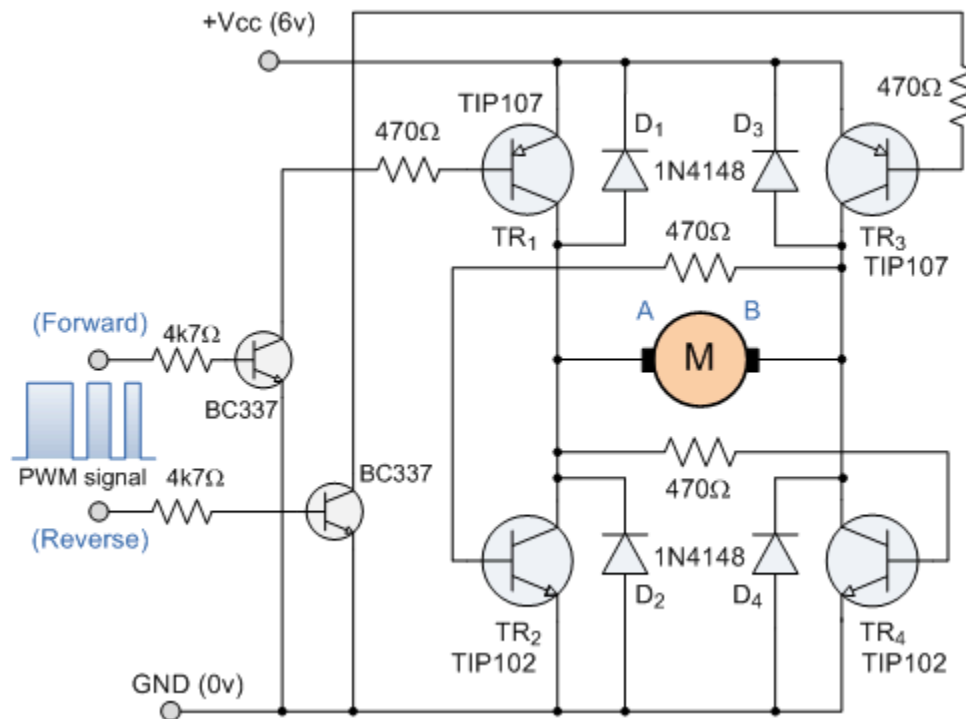 +Vcc (6v)
TIP107
470Ω
470Ω
D1
D3
1N4148
TR1
470Ω
TR3
TIP107
(Forward)
4k7Ω
A
B
M
BC337
PWM signal
4k7Ω
BC337
(Reverse)
470Ω
1N4148
D2
D4
TR2
TIP102
TR4
TIP102
GND (0v)